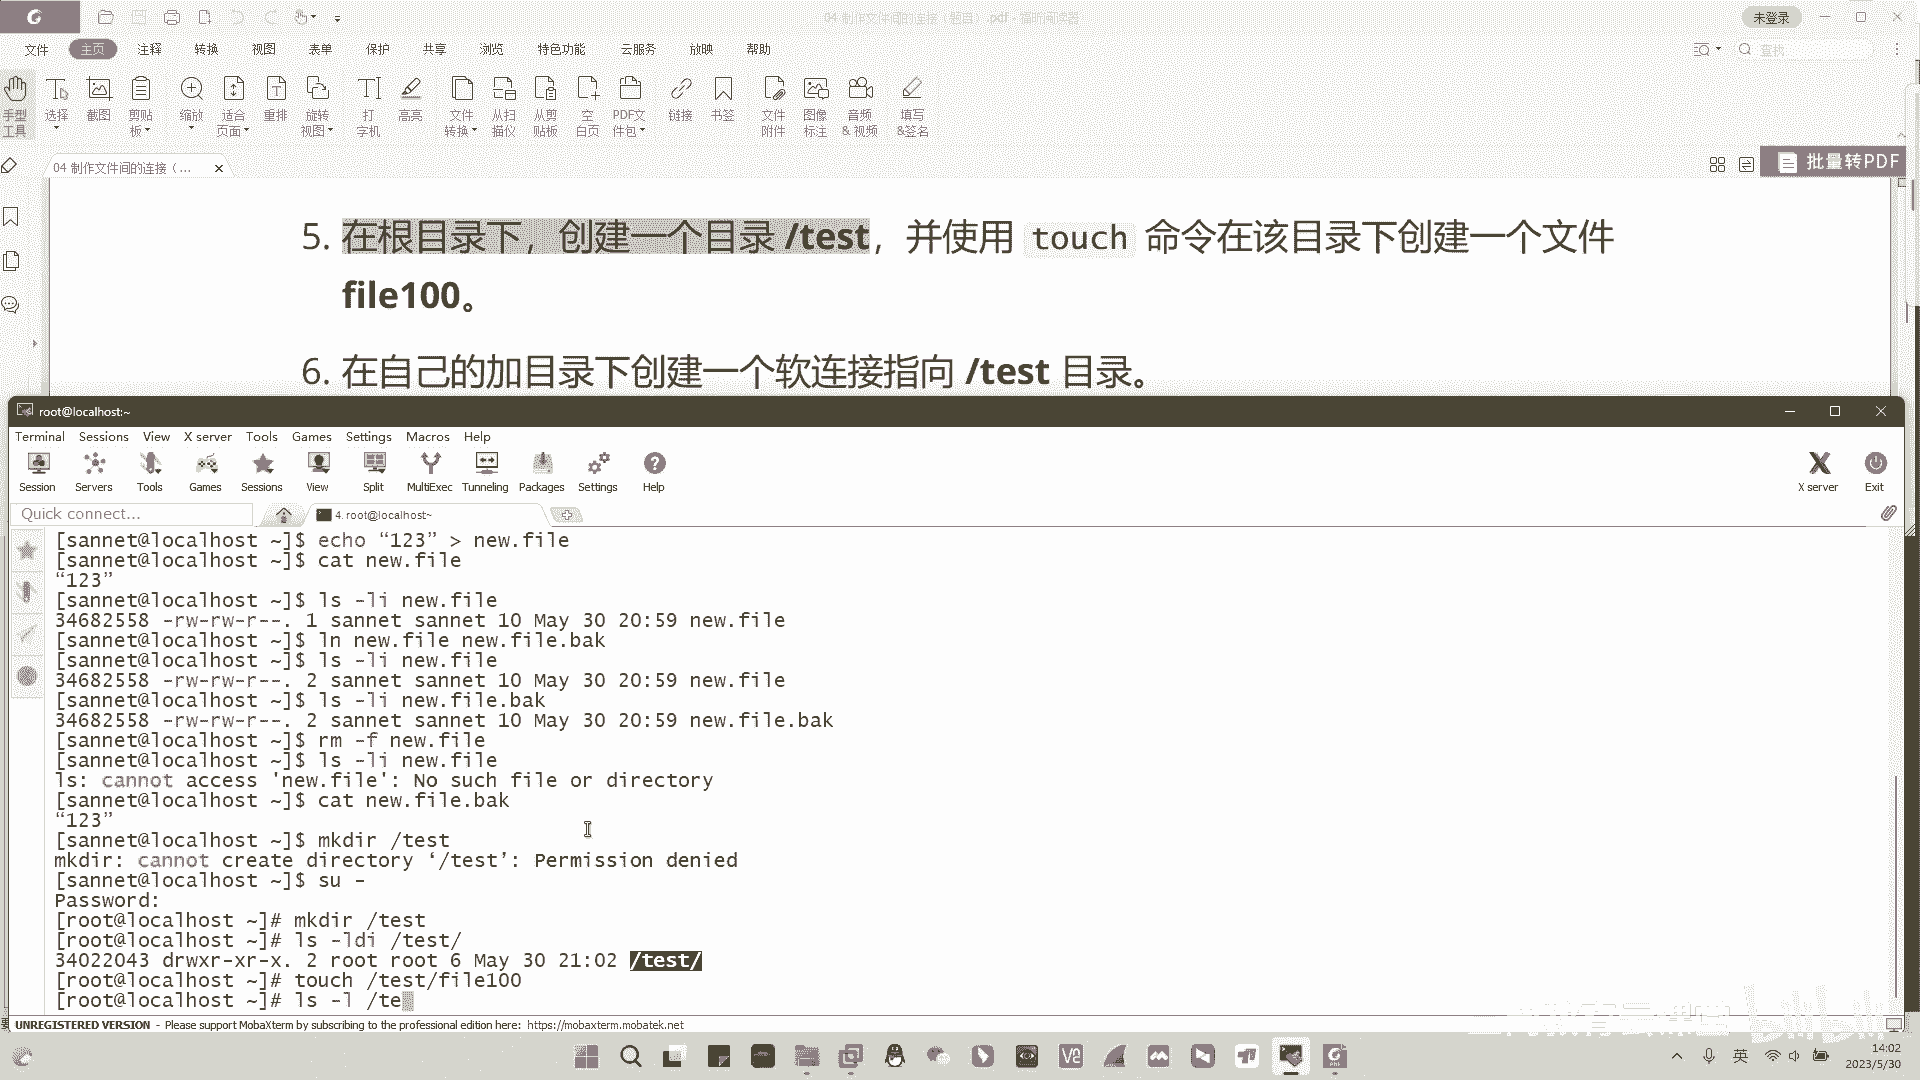 04 制作文件间的连接（题目）.pdf - 福昕阅读器
未登录
文件 主页 注释 转换 视图 表单 保护 共享 浏览 特色功能 云服务 放映 帮助
查找
手型工具 选择 截图 剪贴板 缩放 适合页面 重排 旋转视图 打字机 高亮 文件转换 从扫描仪 从剪贴板 空白页 PDF文件包 链接 书签 文件附件 图像标注 音频&视频 填写&签名
04 制作文件间的连接（ ...
批量转PDF
5. 在根目录下，创建一个目录 /test，并使用 touch 命令在该目录下创建一个文件
file100。
6. 在自己的加目录下创建一个软连接指向 /test 目录。
root@localhost:~
Terminal Sessions View X server Tools Games Settings Macros Help
Session Servers Tools Games Sessions View Split MultiExec Tunneling Packages Settings Help X server Exit
Quick connect...
4. root@localhost~
[sannet@localhost ~]$ echo “123” > new.file
[sannet@localhost ~]$ cat new.file
“123”
[sannet@localhost ~]$ ls -li new.file
34682558 -rw-rw-r--. 1 sannet sannet 10 May 30 20:59 new.file
[sannet@localhost ~]$ ln new.file new.file.bak
[sannet@localhost ~]$ ls -li new.file
34682558 -rw-rw-r--. 2 sannet sannet 10 May 30 20:59 new.file
[sannet@localhost ~]$ ls -li new.file.bak
34682558 -rw-rw-r--. 2 sannet sannet 10 May 30 20:59 new.file.bak
[sannet@localhost ~]$ rm -f new.file
[sannet@localhost ~]$ ls -li new.file
ls: cannot access 'new.file': No such file or directory
[sannet@localhost ~]$ cat new.file.bak
“123”
[sannet@localhost ~]$ mkdir /test
mkdir: cannot create directory ‘/test’: Permission denied
[sannet@localhost ~]$ su -
Password:
[root@localhost ~]# mkdir /test
[root@localhost ~]# ls -ldi /test/
34022043 drwxr-xr-x. 2 root root 6 May 30 21:02 /test/
[root@localhost ~]# touch /test/file100
[root@localhost ~]# ls -l /te
UNREGISTERED VERSION - Please support MobaXterm by subscribing to the professional edition here: https://mobaxterm.mobatek.net
英
14:02
2023/5/30